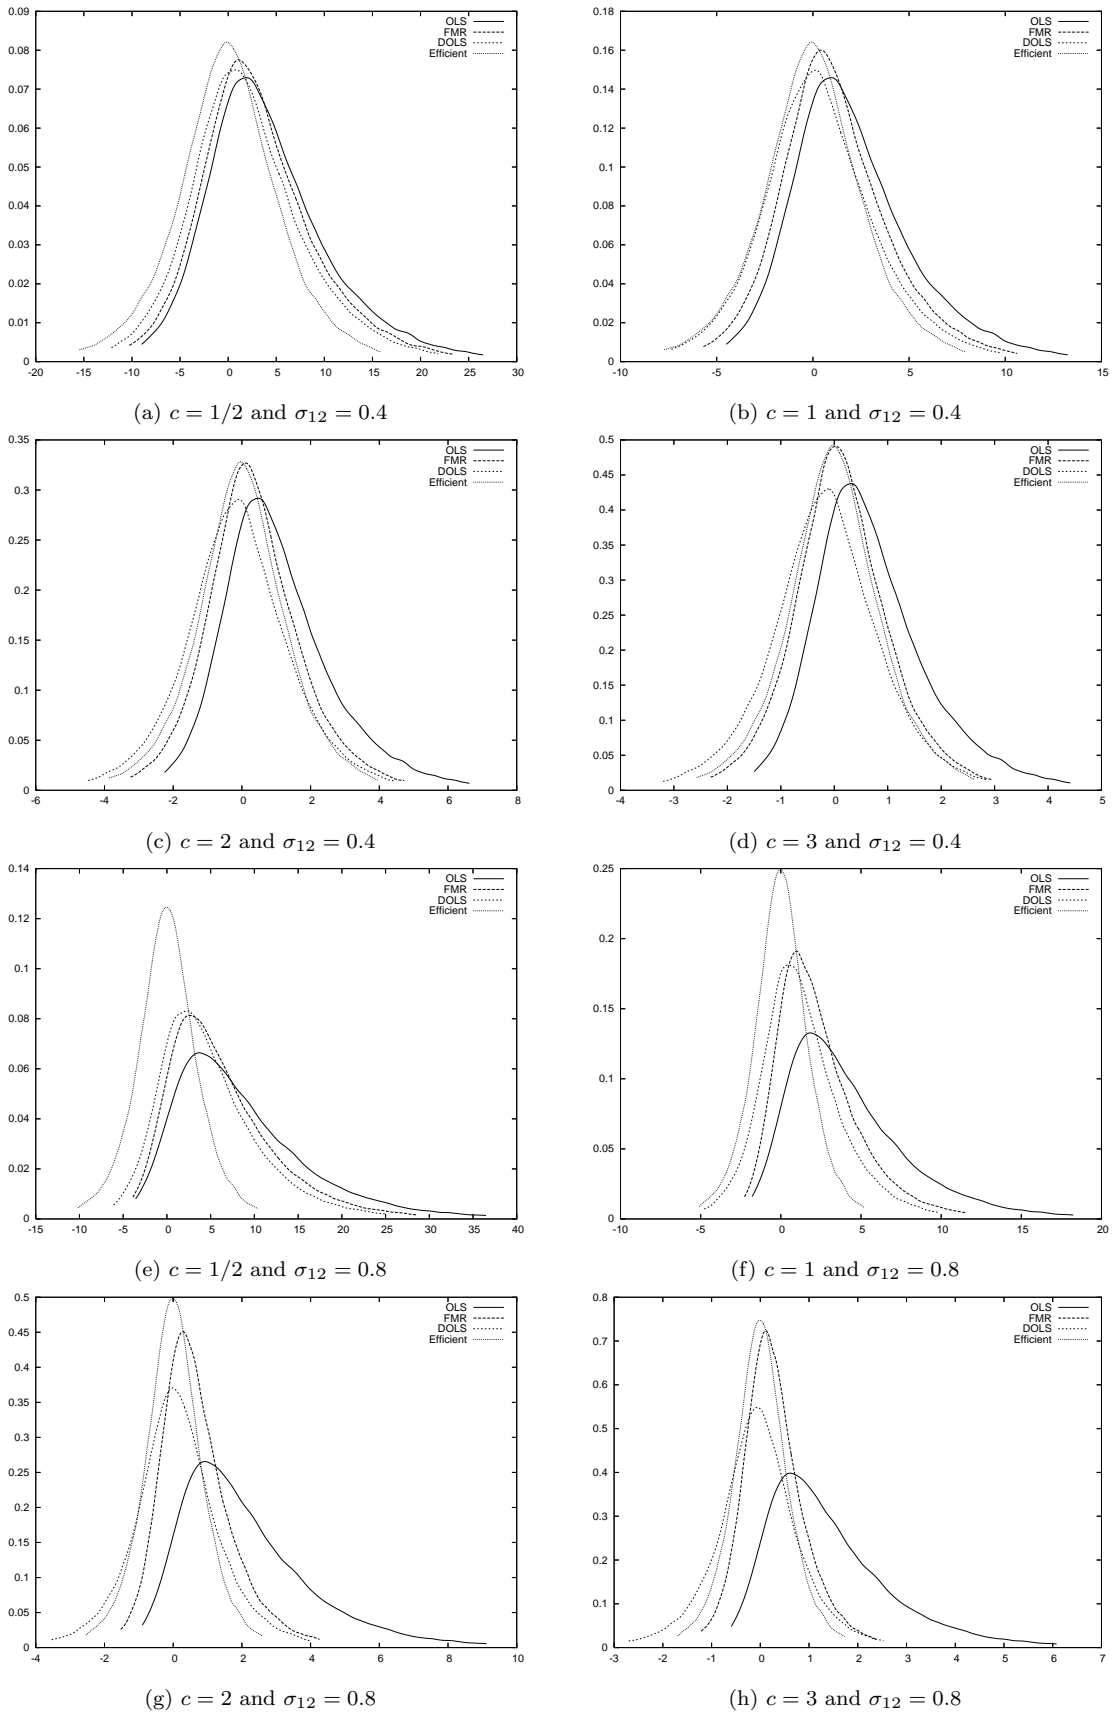 0.09
0.08
0.07
0.06
0.05
0.04
0.03
0.02
0.01
0
-20 -15 -10 -5 0 5 10 15 20 25 30
OLS
FMR
DOLS
Efficient
(a) c = 1/2 and σ12 = 0.4
0.18
0.16
0.14
0.12
0.1
0.08
0.06
0.04
0.02
0
-10 -5 0 5 10 15
OLS
FMR
DOLS
Efficient
(b) c = 1 and σ12 = 0.4
0.35
0.3
0.25
0.2
0.15
0.1
0.05
0
-6 -4 -2 0 2 4 6 8
OLS
FMR
DOLS
Efficient
(c) c = 2 and σ12 = 0.4
0.5
0.45
0.4
0.35
0.3
0.25
0.2
0.15
0.1
0.05
0
-4 -3 -2 -1 0 1 2 3 4 5
OLS
FMR
DOLS
Efficient
(d) c = 3 and σ12 = 0.4
0.14
0.12
0.1
0.08
0.06
0.04
0.02
0
-15 -10 -5 0 5 10 15 20 25 30 35 40
OLS
FMR
DOLS
Efficient
(e) c = 1/2 and σ12 = 0.8
0.25
0.2
0.15
0.1
0.05
0
-10 -5 0 5 10 15 20
OLS
FMR
DOLS
Efficient
(f) c = 1 and σ12 = 0.8
0.5
0.45
0.4
0.35
0.3
0.25
0.2
0.15
0.1
0.05
0
-4 -2 0 2 4 6 8 10
OLS
FMR
DOLS
Efficient
(g) c = 2 and σ12 = 0.8
0.8
0.7
0.6
0.5
0.4
0.3
0.2
0.1
0
-3 -2 -1 0 1 2 3 4 5 6 7
OLS
FMR
DOLS
Efficient
(h) c = 3 and σ12 = 0.8